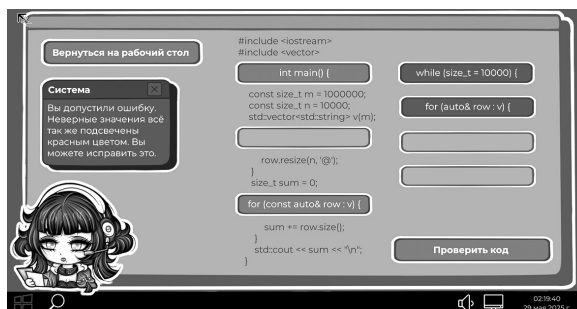 Вернуться на рабочий стол
Система
Вы допустили ошибку.
Неверные значения всё
так же подсвечены
красным цветом. Вы
можете исправить это.
#include <iostream>
#include <vector>
int main() {
const size_t m = 1000000;
const size_t n = 10000;
std::vector<std::string> v(m);
row.resize(n, '@');
}
size_t sum = 0;
for (const auto& row : v) {
sum += row.size();
}
std::cout << sum << "\n";
}
while (size_t = 10000) {
for (auto& row : v) {
Проверить код
02:19:40
29 мая 2025 г.